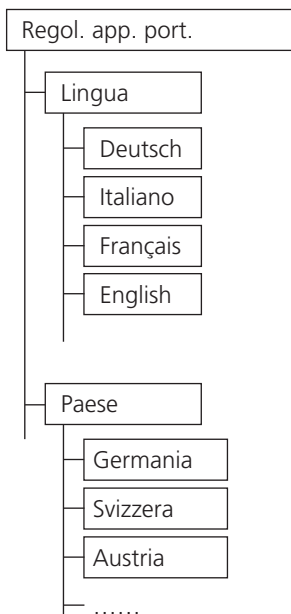 Regol. app. port.
Lingua
Deutsch
Italiano
Français
English
Paese
Germania
Svizzera
Austria
......